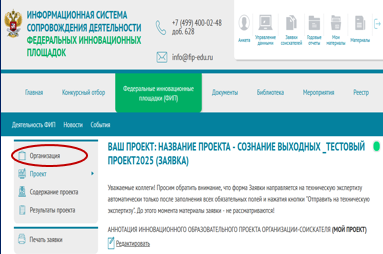 ИНФОРМАЦИОННАЯ СИСТЕМА
СОПРОВОЖДЕНИЯ ДЕЯТЕЛЬНОСТИ
ФЕДЕРАЛЬНЫХ ИННОВАЦИОННЫХ
ПЛОЩАДОК
+7 (499) 400-02-48
доб. 628
info@fip-edu.ru
Анкета
Управление данными
Заявки соискателей
Годовые отчеты
Мои материалы
Материалы
Главная
Конкурсный отбор
Федеральные инновационные
площадки (ФИП)
Документы
Библиотека
Мероприятия
Реестр
Деятельность ФИП
Новости
События
Организация
Проект
Содержание проекта
Результаты проекта
Печать заявки
ВАШ ПРОЕКТ: НАЗВАНИЕ ПРОЕКТА - СОЗНАНИЕ ВЫХОДНЫХ _ТЕСТОВЫЙ
ПРОЕКТ2025 (ЗАЯВКА)
Уважаемые коллеги! Просим обратить внимание, что форма Заявки направляется на техническую экспертизу
автоматически только после заполнения всех обязательных полей и нажатия кнопки "Отправить на техническую
экспертизу". До этого момента материалы заявки - не рассматриваются!
АННОТАЦИЯ ИННОВАЦИОННОГО ОБРАЗОВАТЕЛЬНОГО ПРОЕКТА ОРГАНИЗАЦИИ-СОИСКАТЕЛЯ (МОЙ ПРОЕКТ)
Редактировать